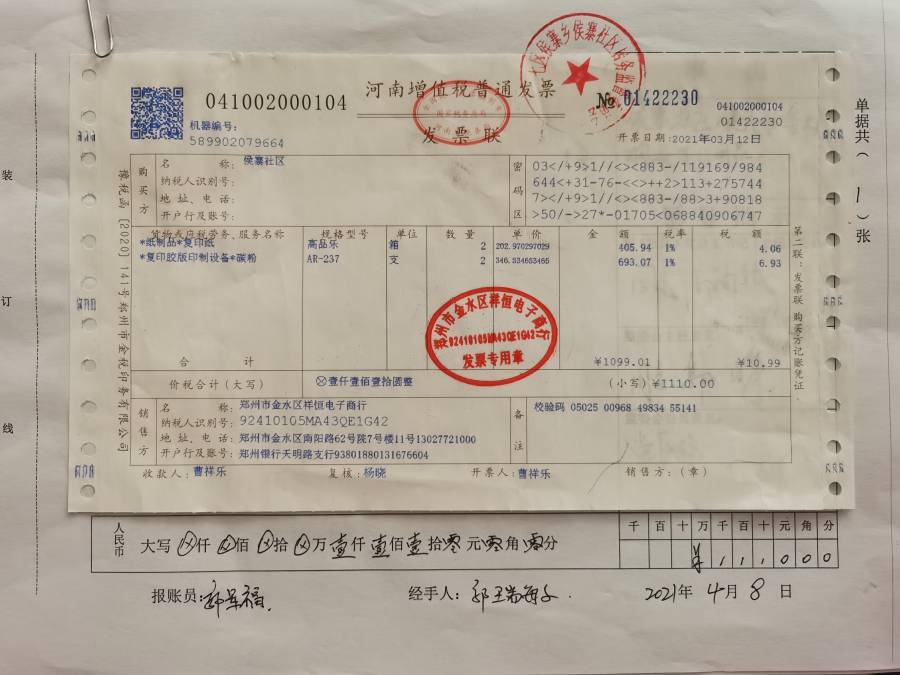 河南增值税普通发票
发票联
041002000104
№ 01422230
041002000104
01422230
机器编号:
589902079664
开票日期:2021年03月12日
单据共(1)张
装
订
线
购买方
名称: 侯寨社区
纳税人识别号:
地址、电话:
开户行及账号:
密码区
03</+9>1//<><883-/119169/984
644<+31-76-<<>++2>113+275744
7></+9>1//<><883-/88>3+90818
>50/->27*-01705<068840906747
货物或应税劳务、服务名称 规格型号 单位 数量 单价 金额 税率 税额
*纸制品*复印纸 高品乐 箱 2 202.970297029 405.94 1% 4.06
*复印胶版印制设备*碳粉 AR-237 支 2 346.534653465 693.07 1% 6.93
合计 ¥1099.01 ¥10.99
价税合计(大写) ⊗壹仟壹佰壹拾圆整 (小写)¥1110.00
销售方
名称: 郑州市金水区祥恒电子商行
纳税人识别号: 92410105MA43QE1G42
地址、电话: 郑州市金水区南阳路62号院7号楼11号13027721000
开户行及账号: 郑州银行天明路支行93801880131676604
备注
校验码 05025 00968 49834 55141
收款人: 曹祥乐 复核: 杨晓 开票人: 曹祥乐 销售方:(章)
豫税函[2020]141号郑州市金税印务有限公司
第二联:发票联 购买方记账凭证
郑州市金水区祥恒电子商行
92410105MA43QE1G42
发票专用章
人民币
大写 ⊗仟⊗佰⊗拾⊗万壹仟壹佰壹拾零元零角零分
千 百 十 万 千 百 十 元 角 分
¥ 1 1 1 0 0 0
报账员:
经手人:
2021年 4月 8日